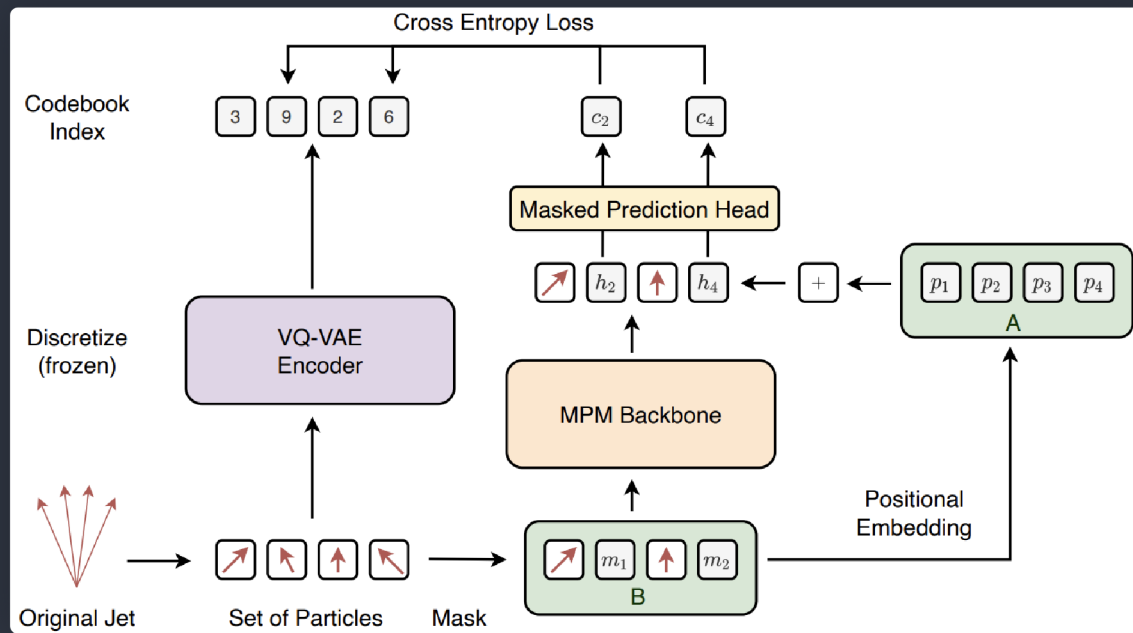 Cross Entropy Loss
Codebook
Index
3 9 2 6
c₂ c₄
Masked Prediction Head
h₂ h₄
+
p₁ p₂ p₃ p₄
A
Discretize
(frozen)
VQ-VAE
Encoder
MPM Backbone
Positional
Embedding
m₁ m₂
B
Original Jet
Set of Particles
Mask